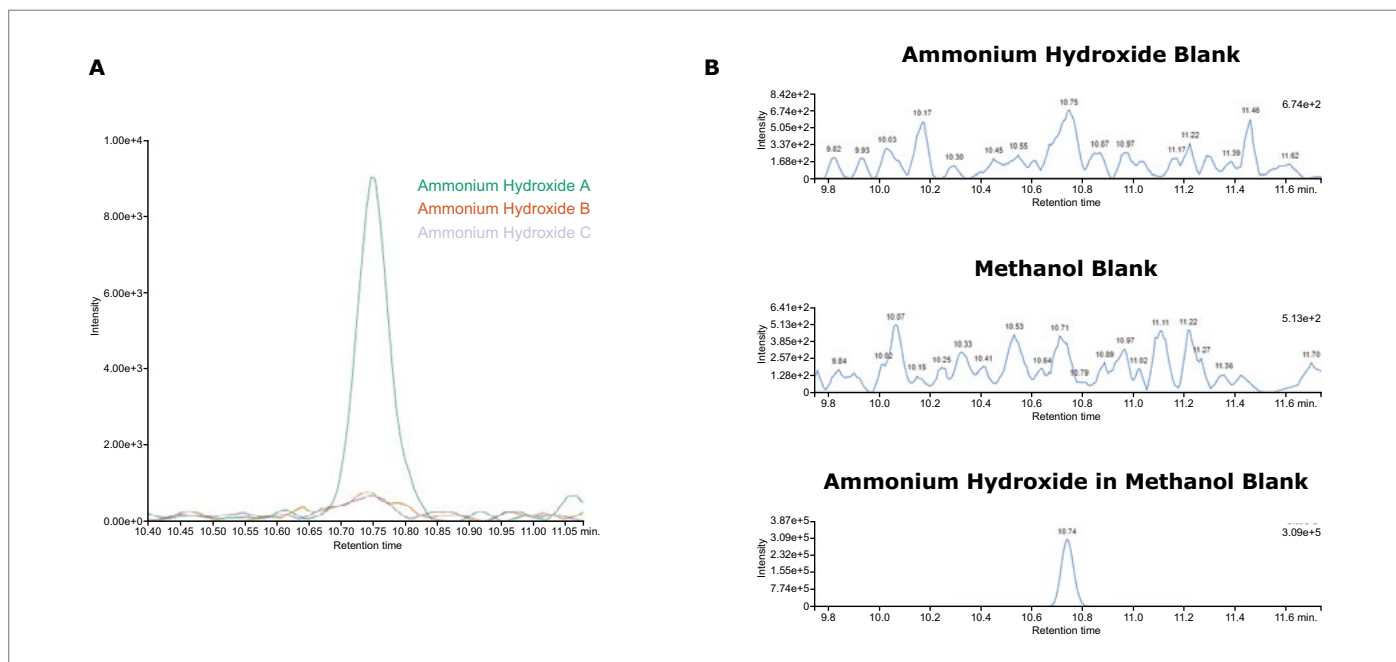 A
1.00e+4
8.00e+3
6.00e+3
4.00e+3
2.00e+3
0.00e+0
Intensity
Ammonium Hydroxide A
Ammonium Hydroxide B
Ammonium Hydroxide C
10.40 10.45 10.50 10.55 10.60 10.65 10.70 10.75 10.80 10.85 10.90 10.95 11.00 11.05 min.
Retention time
B
Ammonium Hydroxide Blank
8.42e+2
6.74e+2
5.05e+2
3.37e+2
1.68e+2
0
Intensity
6.74e+2
9.82 9.93 10.03 10.17 10.30 10.45 10.55 10.75 10.87 10.97 11.17 11.22 11.39 11.46 11.62
9.8 10.0 10.2 10.4 10.6 10.8 11.0 11.2 11.4 11.6 min.
Retention time
Methanol Blank
6.41e+2
5.13e+2
3.85e+2
2.57e+2
1.28e+2
0
Intensity
5.13e+2
9.84 10.02 10.07 10.15 10.25 10.33 10.41 10.53 10.64 10.71 10.79 10.89 10.97 11.02 11.11 11.22 11.27 11.36 11.70
9.8 10.0 10.2 10.4 10.6 10.8 11.0 11.2 11.4 11.6 min.
Retention time
Ammonium Hydroxide in Methanol Blank
3.87e+5
3.09e+5
2.32e+5
1.55e+5
7.74e+5
0
Intensity
3.09e+5
10.74
9.8 10.0 10.2 10.4 10.6 10.8 11.0 11.2 11.4 11.6 min.
Retention time